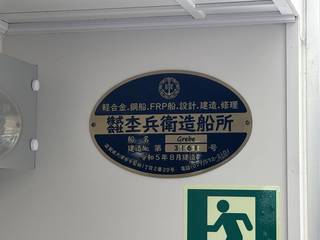 軽合金.鋼船.FRP船.設計.建造.修理
株式会社 杢兵衛造船所
船名 Grebe
建造No.第 3168 号
令和5年8月建造